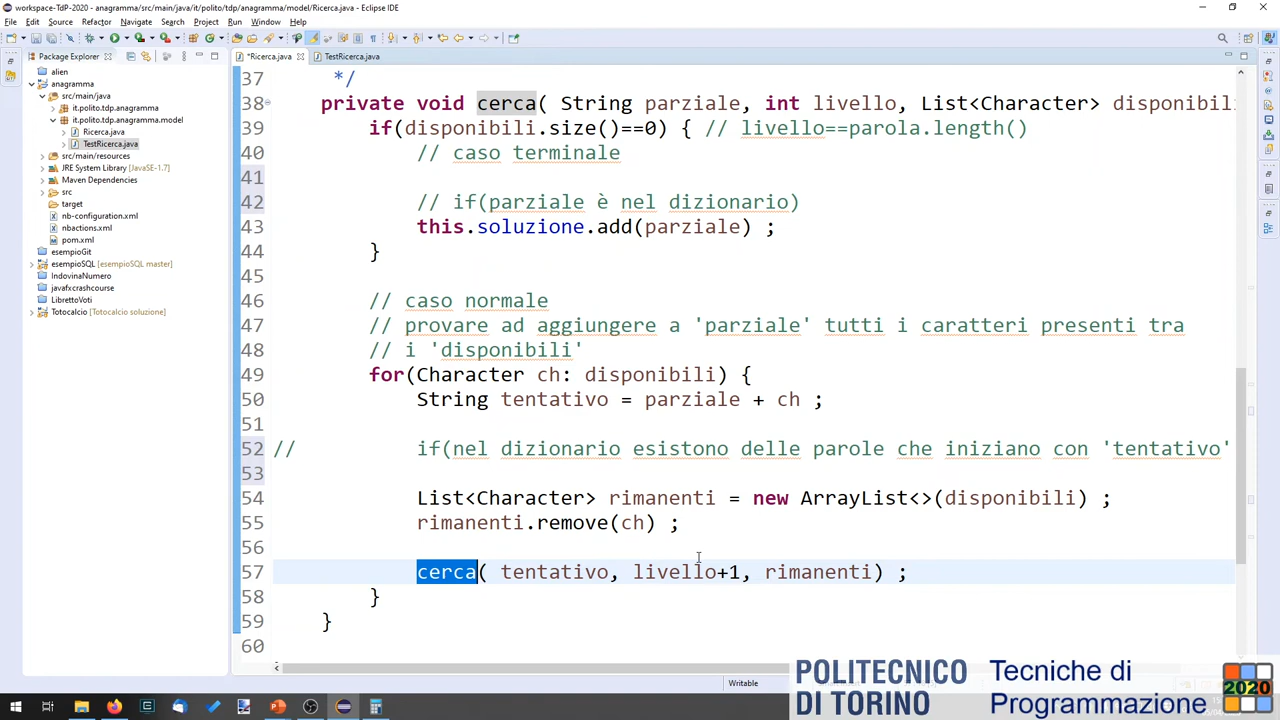 workspace-TdP-2020 - anagramma/src/main/java/it/polito/tdp/anagramma/model/Ricerca.java - Eclipse IDE
File Edit Source Refactor Navigate Search Project Run Window Help
Package Explorer
*Ricerca.java TestRicerca.java
alien
anagramma
src/main/java
it.polito.tdp.anagramma
it.polito.tdp.anagramma.model
Ricerca.java
TestRicerca.java
src/main/resources
JRE System Library [JavaSE-1.7]
Maven Dependencies
src
target
nb-configuration.xml
nbactions.xml
pom.xml
esempioGit
esempioSQL [esempioSQL master]
IndovinaNumero
javafxcrashcourse
LibrettoVoti
Totocalcio [Totocalcio soluzione]
37 */
38 private void cerca( String parziale, int livello, List<Character> disponibili
39 if(disponibili.size()==0) { // livello==parola.length()
40 // caso terminale
41
42 // if(parziale è nel dizionario)
43 this.soluzione.add(parziale) ;
44 }
45
46 // caso normale
47 // provare ad aggiungere a 'parziale' tutti i caratteri presenti tra
48 // i 'disponibili'
49 for(Character ch: disponibili) {
50 String tentativo = parziale + ch ;
51
52 // if(nel dizionario esistono delle parole che iniziano con 'tentativo'
53
54 List<Character> rimanenti = new ArrayList<>(disponibili) ;
55 rimanenti.remove(ch) ;
56
57 cerca( tentativo, livello+1, rimanenti) ;
58 }
59 }
60
Writable
POLITECNICO
DI TORINO
Tecniche di
Programmazione
2020